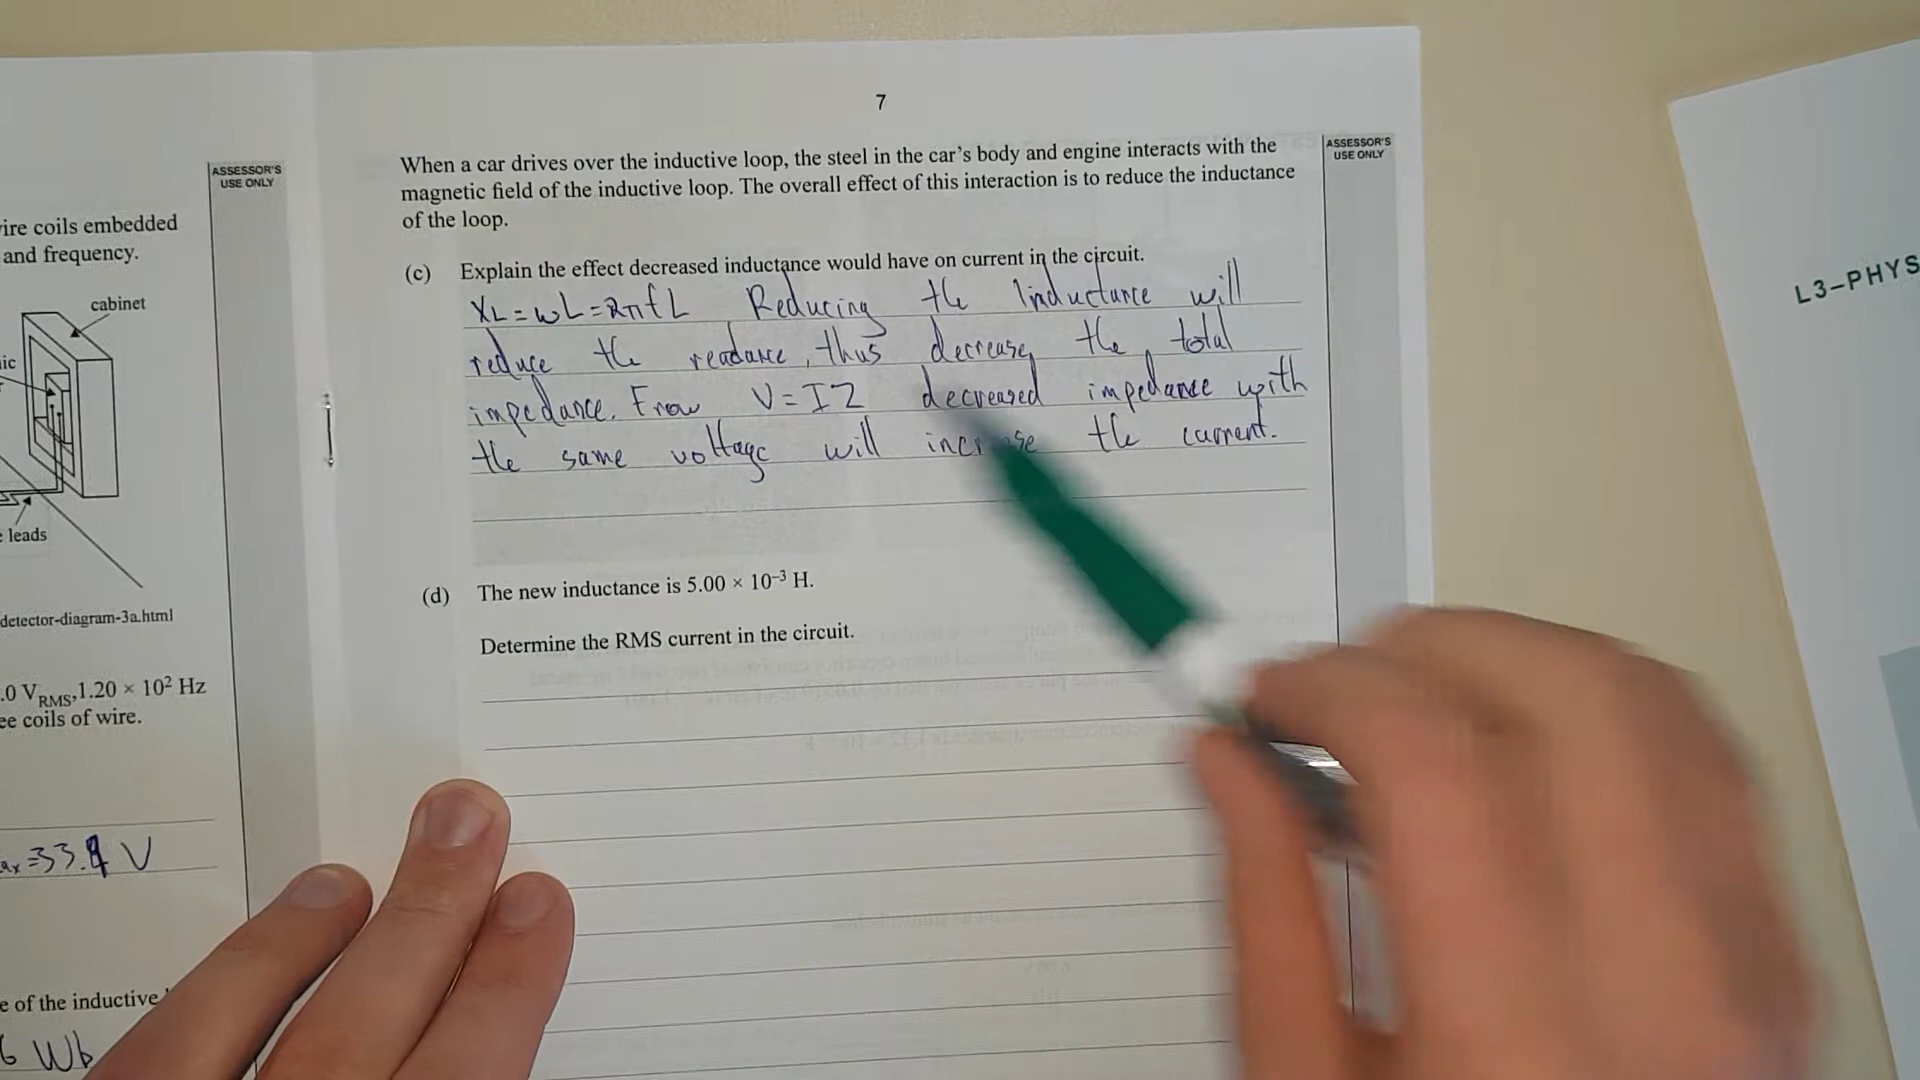 ASSESSOR'S
USE ONLY
ire coils embedded
and frequency.
cabinet
ic
leads
detector-diagram-3a.html
.0 VRMS, 1.20 × 10² Hz
ee coils of wire.
ax = 33.9 V
e of the inductive
6 Wb
7
ASSESSOR'S
USE ONLY
When a car drives over the inductive loop, the steel in the car's body and engine interacts with the
magnetic field of the inductive loop. The overall effect of this interaction is to reduce the inductance
of the loop.
(c) Explain the effect decreased inductance would have on current in the circuit.
XL = ωL = 2πfL Reducing the Inductance will
reduce the reactance, thus decrease the total
impedance. From V = IZ decreased impedance with
the same voltage will increase the current.
(d) The new inductance is 5.00 × 10⁻³ H.
Determine the RMS current in the circuit.
L3–PHYS